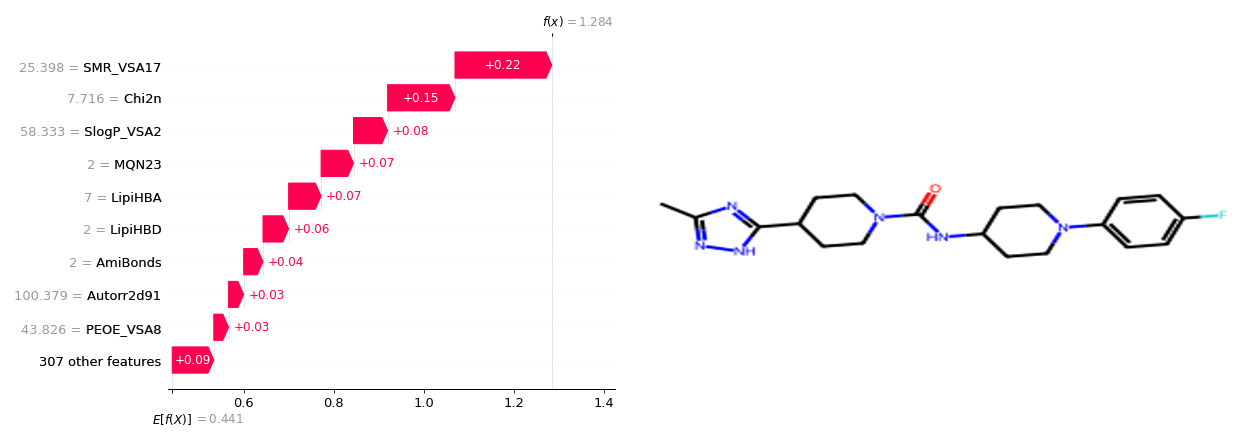 f(x) = 1.284
25.398 = SMR_VSA17
+0.22
7.716 = Chi2n
+0.15
58.333 = SlogP_VSA2
+0.08
2 = MQN23
+0.07
7 = LipiHBA
+0.07
2 = LipiHBD
+0.06
2 = AmiBonds
+0.04
100.379 = Autorr2d91
+0.03
43.826 = PEOE_VSA8
+0.03
307 other features
+0.09
0.6 0.8 1.0 1.2 1.4
E[f(X)] = 0.441
O
N
N
N
F
N
NH
HN